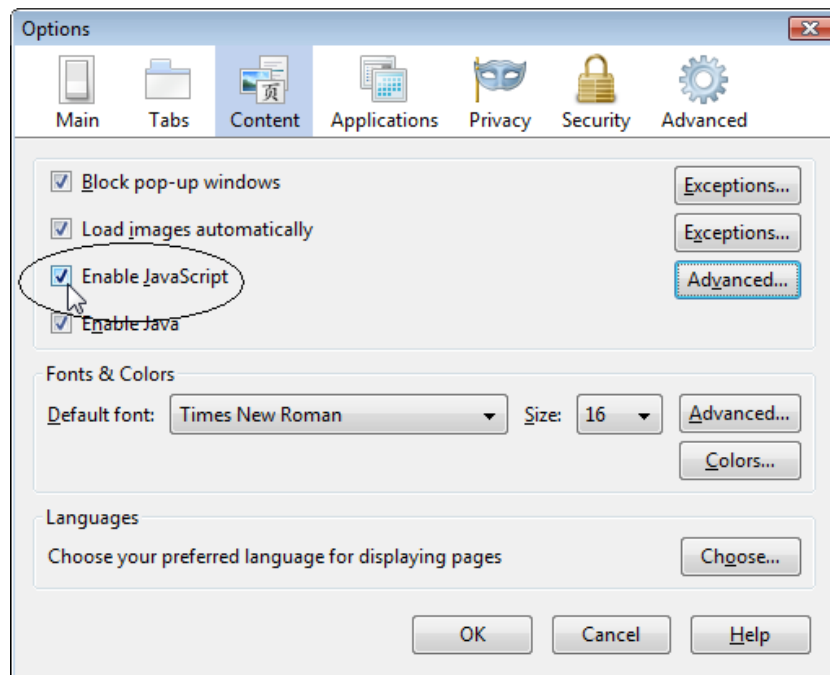 Options
页
Main Tabs Content Applications Privacy Security Advanced
Block pop-up windows Exceptions...
Load images automatically Exceptions...
Enable JavaScript Advanced...
Enable Java
Fonts & Colors
Default font: Times New Roman Size: 16 Advanced...
Colors...
Languages
Choose your preferred language for displaying pages Choose...
OK Cancel Help